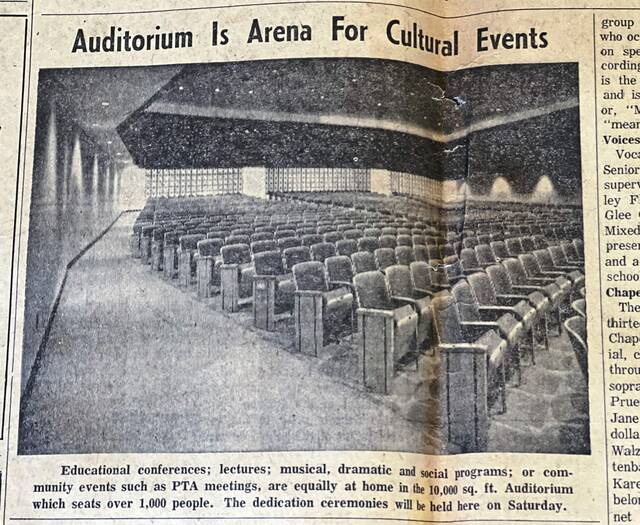 Auditorium Is Arena For Cultural Events
Educational conferences; lectures; musical, dramatic and social programs; or com-
munity events such as PTA meetings, are equally at home in the 10,000 sq. ft. Auditorium
which seats over 1,000 people. The dedication ceremonies will be held here on Saturday.
group
who oc
on spe
cording
is the
and is
or, "M
"mean
Voices
Voca
Senior
superv
ley F
Glee
Mixed
presen
and a
school
Chape
The
thirte
Chap
ial, c
throu
sopra
Prue
Jane
dolla
Walz
tenba
Kare
belon
net